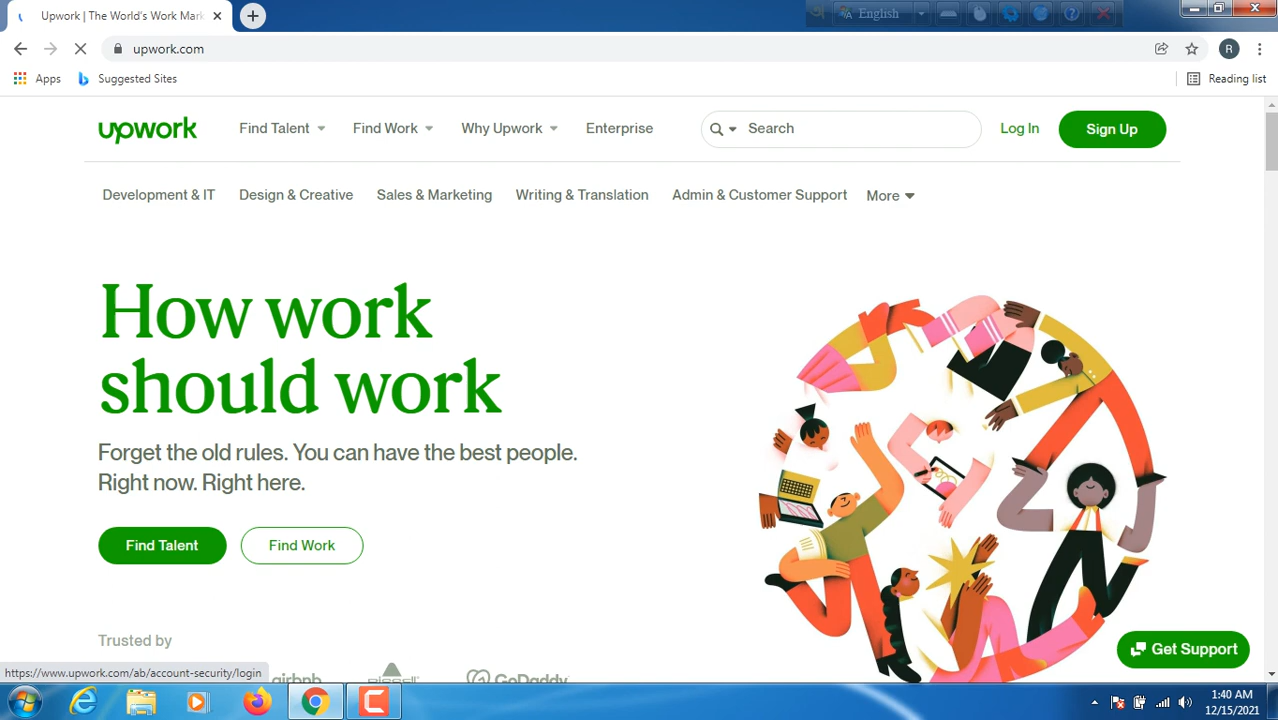 Upwork | The World's Work Mark
English
upwork.com
R
Apps
Suggested Sites
Reading list
upwork
Find Talent
Find Work
Why Upwork
Enterprise
Search
Log In
Sign Up
Development & IT
Design & Creative
Sales & Marketing
Writing & Translation
Admin & Customer Support
More
How work
should work
Forget the old rules. You can have the best people.
Right now. Right here.
Find Talent
Find Work
Trusted by
airbnb
GoDaddy
Get Support
https://www.upwork.com/ab/account-security/login
1:40 AM
12/15/2021